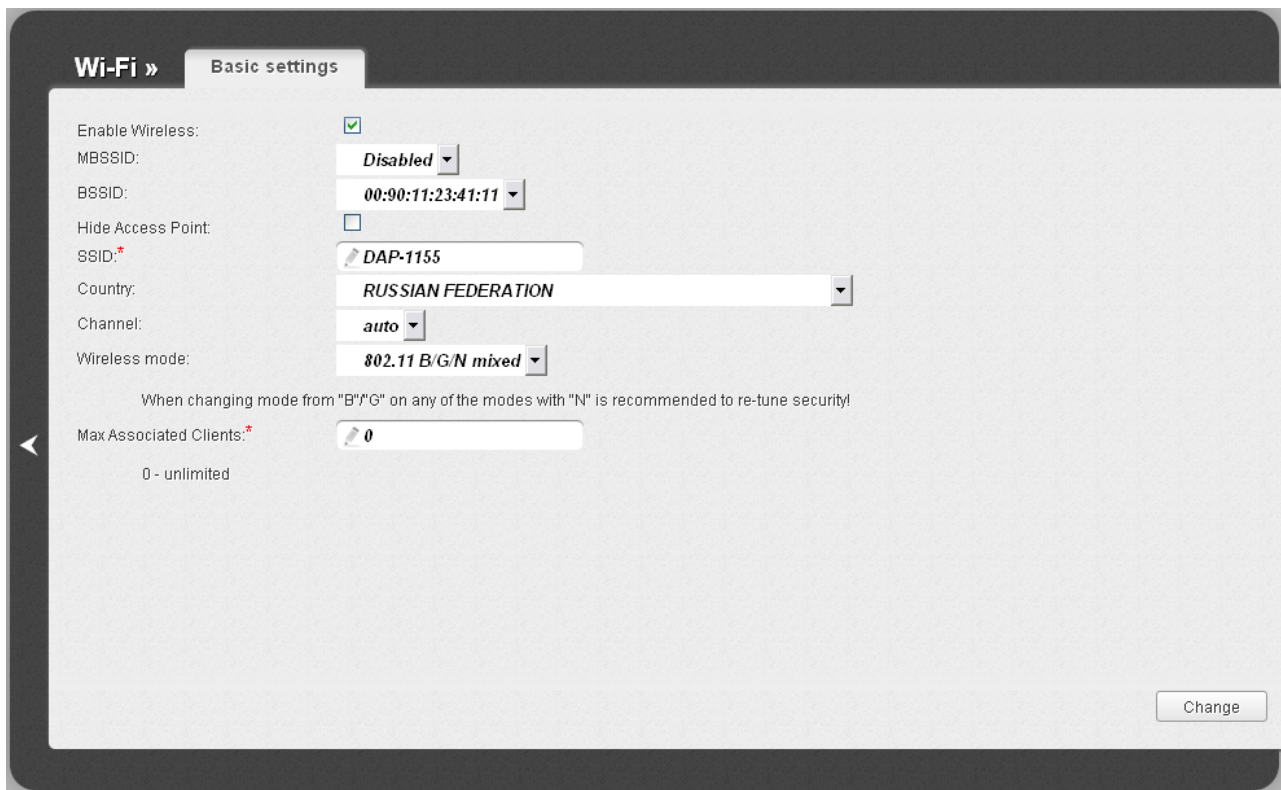 Wi-Fi » Basic settings
Enable Wireless:
MBSSID: Disabled
BSSID: 00:90:11:23:41:11
Hide Access Point:
SSID:* DAP-1155
Country: RUSSIAN FEDERATION
Channel: auto
Wireless mode: 802.11 B/G/N mixed
When changing mode from "B"/"G" on any of the modes with "N" is recommended to re-tune security!
Max Associated Clients:* 0
0 - unlimited
Change